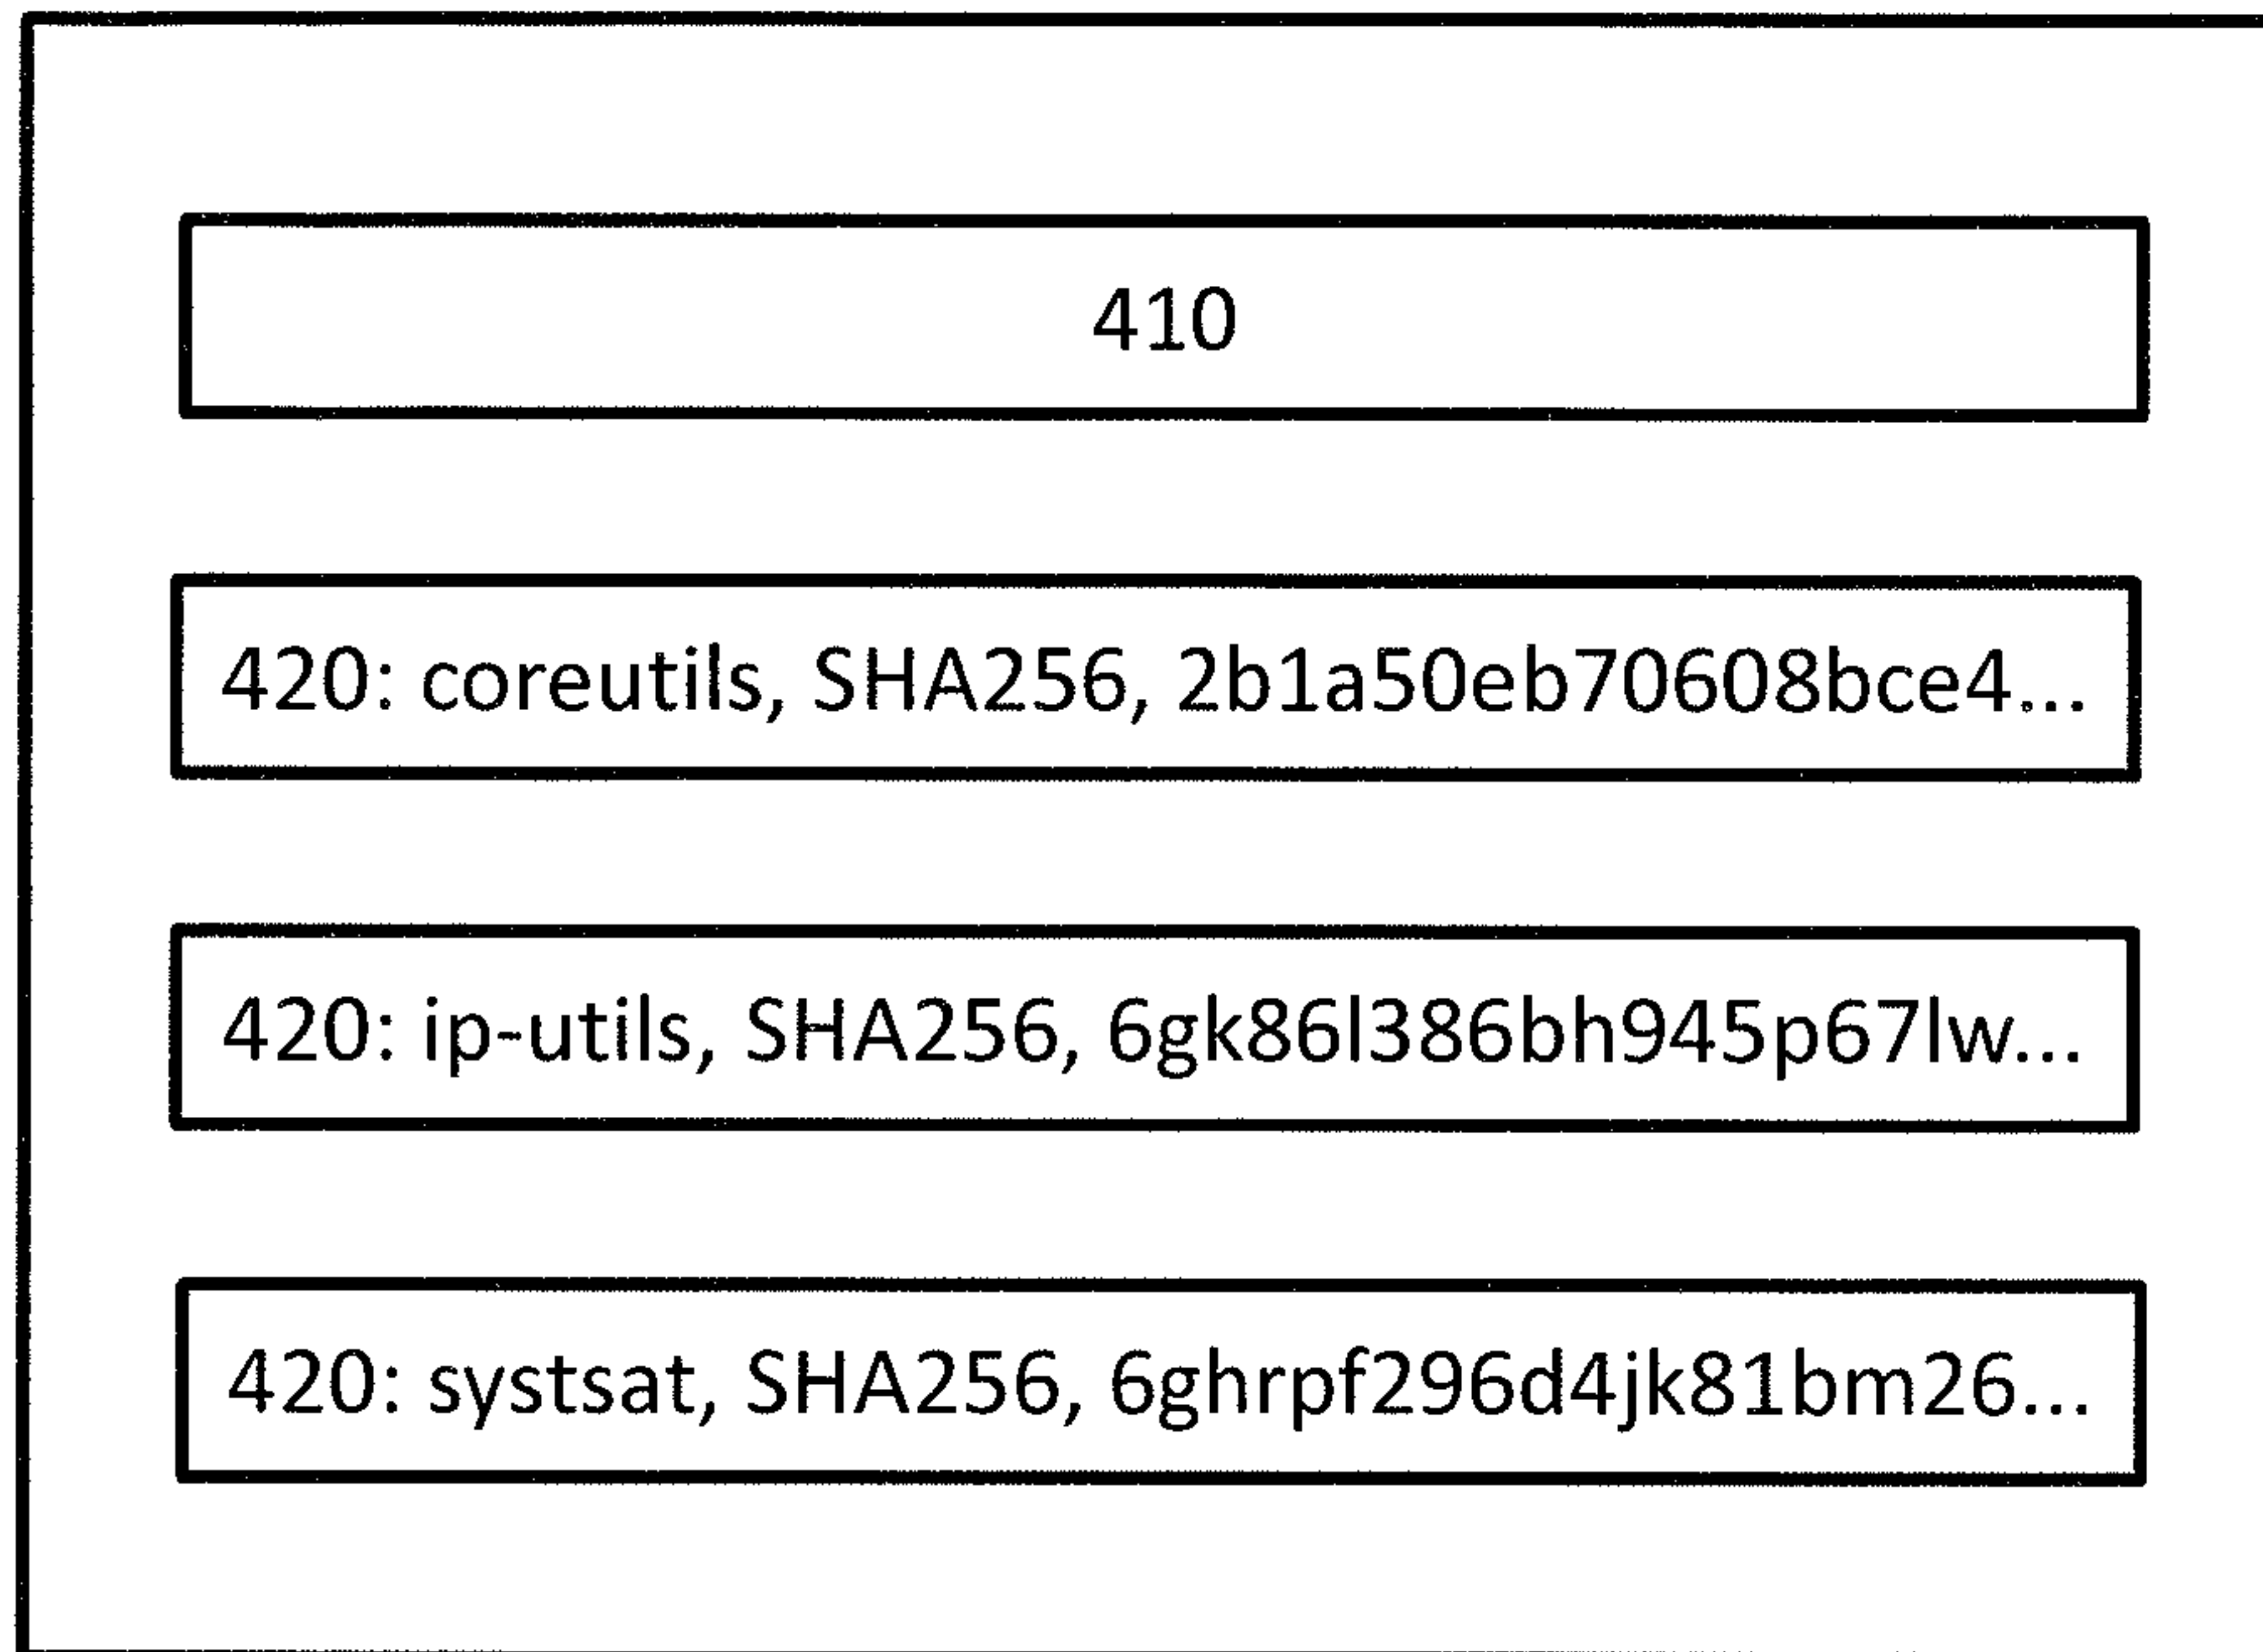 410
420: coreutils, SHA256, 2b1a50eb70608bce4...
420: ip-utils, SHA256, 6gk86l386bh945p67lw...
420: systsat, SHA256, 6ghrpf296d4jk81bm26...